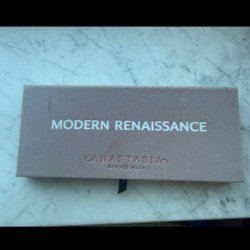 MODERN RENAISSANCE
ANASTASIA
BEVERLY HILLS